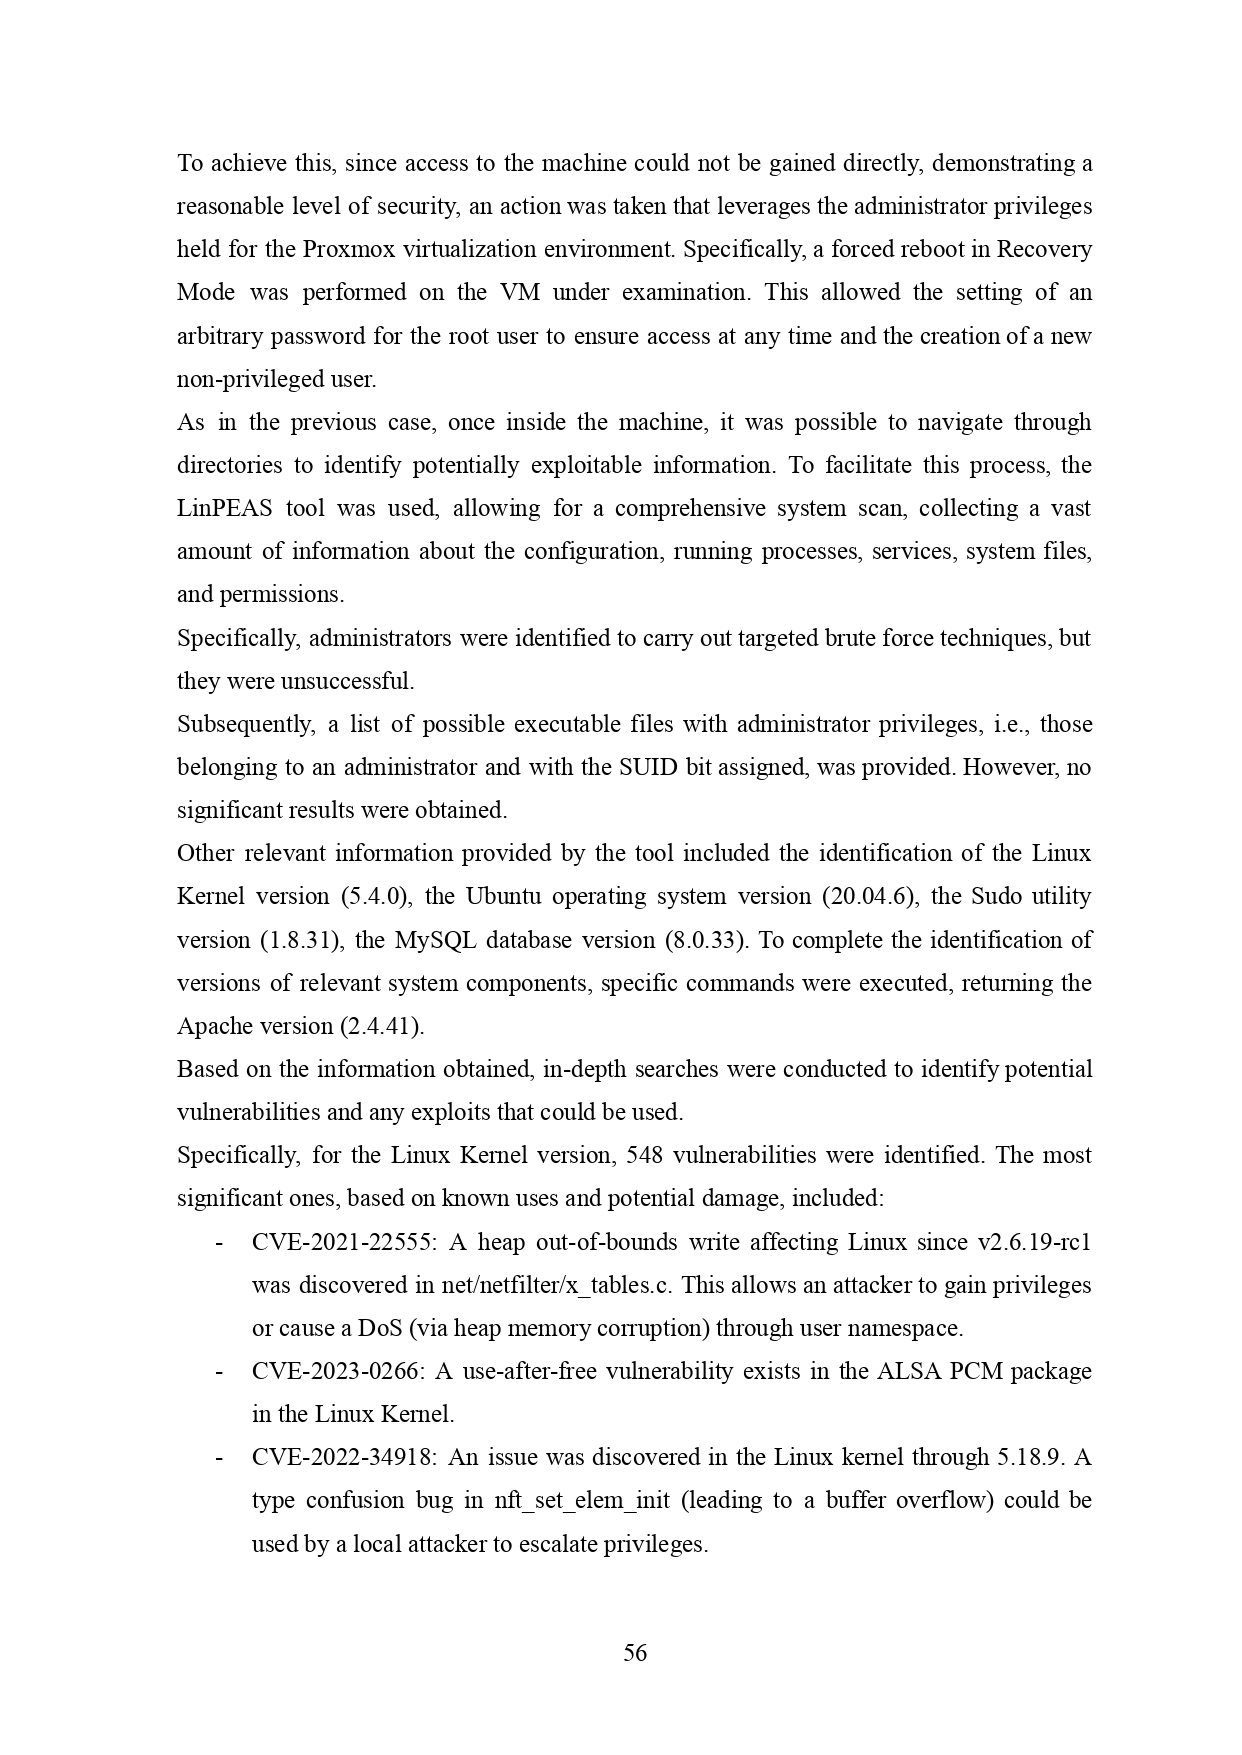 To achieve this, since access to the machine could not be gained directly, demonstrating a
reasonable level of security, an action was taken that leverages the administrator privileges
held for the Proxmox virtualization environment. Specifically, a forced reboot in Recovery
Mode was performed on the VM under examination. This allowed the setting of an
arbitrary password for the root user to ensure access at any time and the creation of a new
non-privileged user.
As in the previous case, once inside the machine, it was possible to navigate through
directories to identify potentially exploitable information. To facilitate this process, the
LinPEAS tool was used, allowing for a comprehensive system scan, collecting a vast
amount of information about the configuration, running processes, services, system files,
and permissions.
Specifically, administrators were identified to carry out targeted brute force techniques, but
they were unsuccessful.
Subsequently, a list of possible executable files with administrator privileges, i.e., those
belonging to an administrator and with the SUID bit assigned, was provided. However, no
significant results were obtained.
Other relevant information provided by the tool included the identification of the Linux
Kernel version (5.4.0), the Ubuntu operating system version (20.04.6), the Sudo utility
version (1.8.31), the MySQL database version (8.0.33). To complete the identification of
versions of relevant system components, specific commands were executed, returning the
Apache version (2.4.41).
Based on the information obtained, in-depth searches were conducted to identify potential
vulnerabilities and any exploits that could be used.
Specifically, for the Linux Kernel version, 548 vulnerabilities were identified. The most
significant ones, based on known uses and potential damage, included:
- CVE-2021-22555: A heap out-of-bounds write affecting Linux since v2.6.19-rc1
was discovered in net/netfilter/x_tables.c. This allows an attacker to gain privileges
or cause a DoS (via heap memory corruption) through user namespace.
- CVE-2023-0266: A use-after-free vulnerability exists in the ALSA PCM package
in the Linux Kernel.
- CVE-2022-34918: An issue was discovered in the Linux kernel through 5.18.9. A
type confusion bug in nft_set_elem_init (leading to a buffer overflow) could be
used by a local attacker to escalate privileges.
56